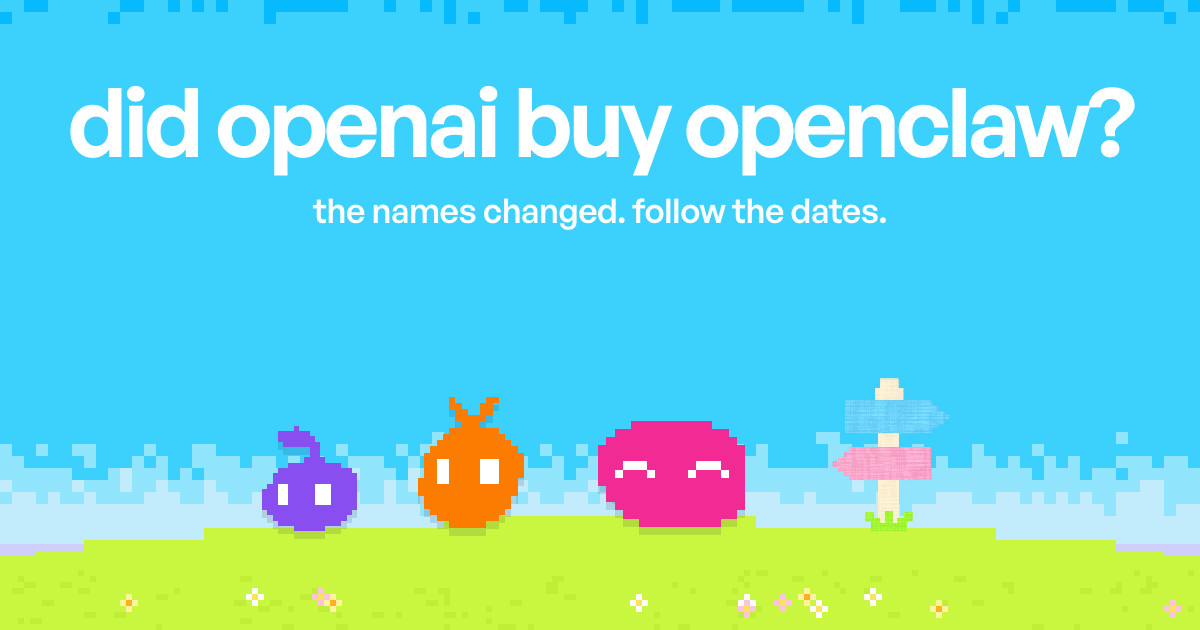 did openai buy openclaw?
the names changed. follow the dates.